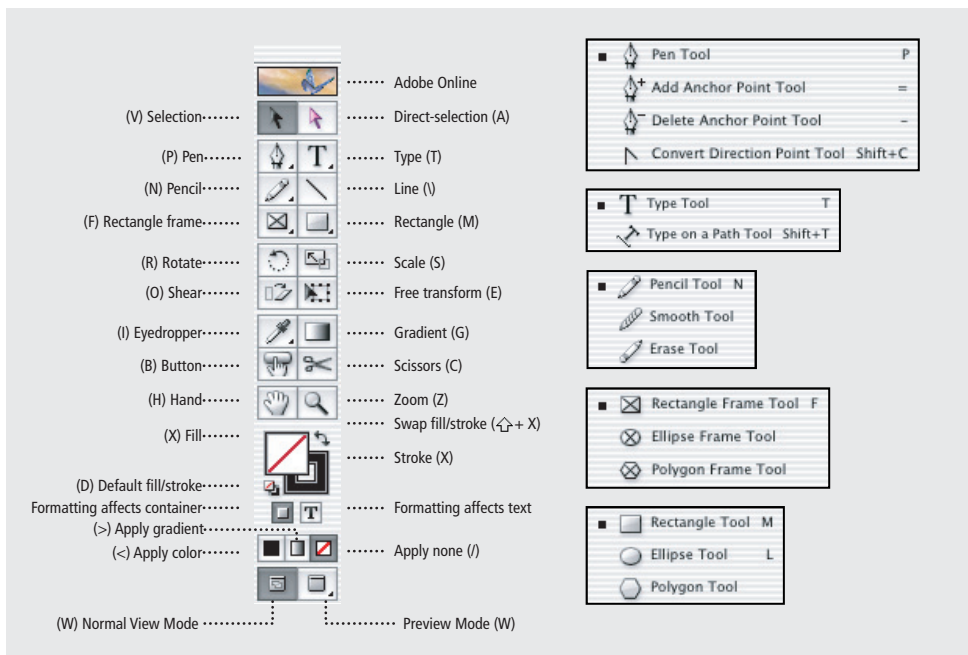 Adobe Online
(V) Selection
Direct-selection (A)
(P) Pen
T
Type (T)
(N) Pencil
Line (\)
(F) Rectangle frame
Rectangle (M)
(R) Rotate
Scale (S)
(O) Shear
Free transform (E)
(I) Eyedropper
Gradient (G)
(B) Button
Scissors (C)
(H) Hand
Zoom (Z)
Swap fill/stroke (⇧+ X)
(X) Fill
Stroke (X)
(D) Default fill/stroke
Formatting affects container
T
Formatting affects text
(>) Apply gradient
(<) Apply color
Apply none (/)
(W) Normal View Mode
Preview Mode (W)
Pen Tool P
Add Anchor Point Tool =
Delete Anchor Point Tool -
Convert Direction Point Tool Shift+C
T Type Tool T
Type on a Path Tool Shift+T
Pencil Tool N
Smooth Tool
Erase Tool
Rectangle Frame Tool F
Ellipse Frame Tool
Polygon Frame Tool
Rectangle Tool M
Ellipse Tool L
Polygon Tool